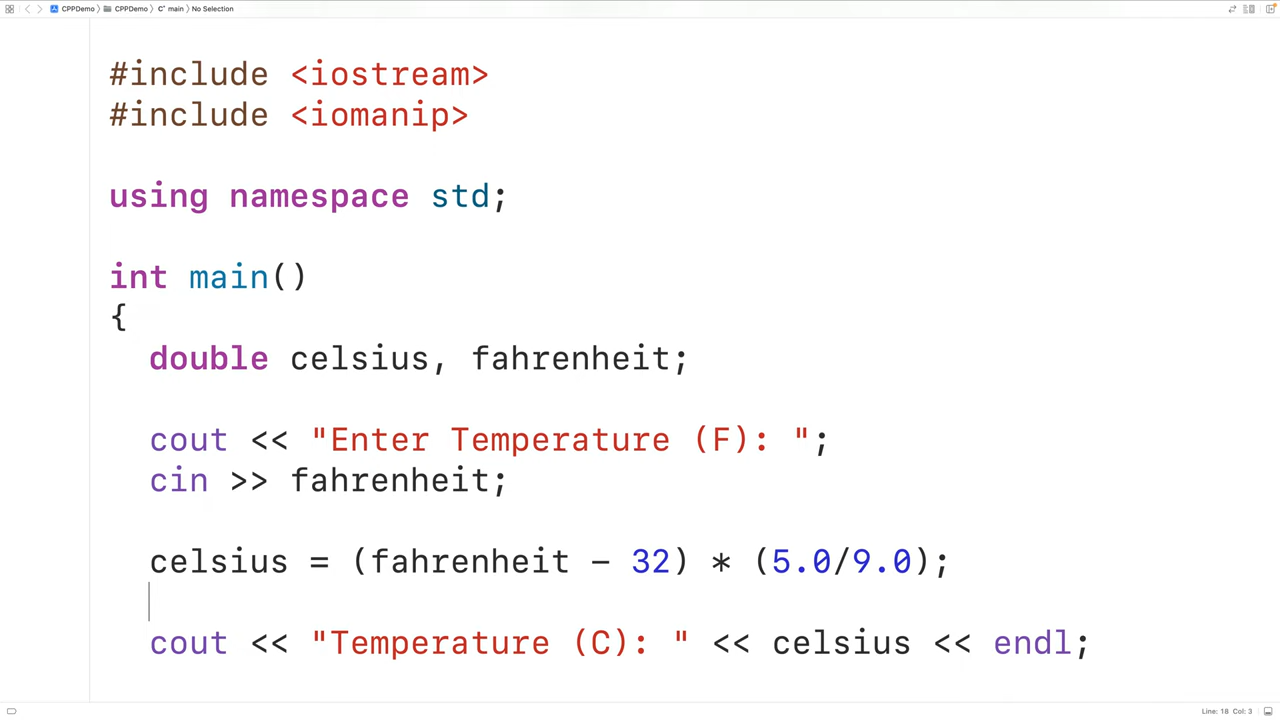 CPPDemo 〉 CPPDemo 〉 C⁺ main 〉 No Selection
#include <iostream>
#include <iomanip>
using namespace std;
int main()
{
double celsius, fahrenheit;
cout << "Enter Temperature (F): ";
cin >> fahrenheit;
celsius = (fahrenheit - 32) * (5.0/9.0);
cout << "Temperature (C): " << celsius << endl;
Line: 18 Col: 3